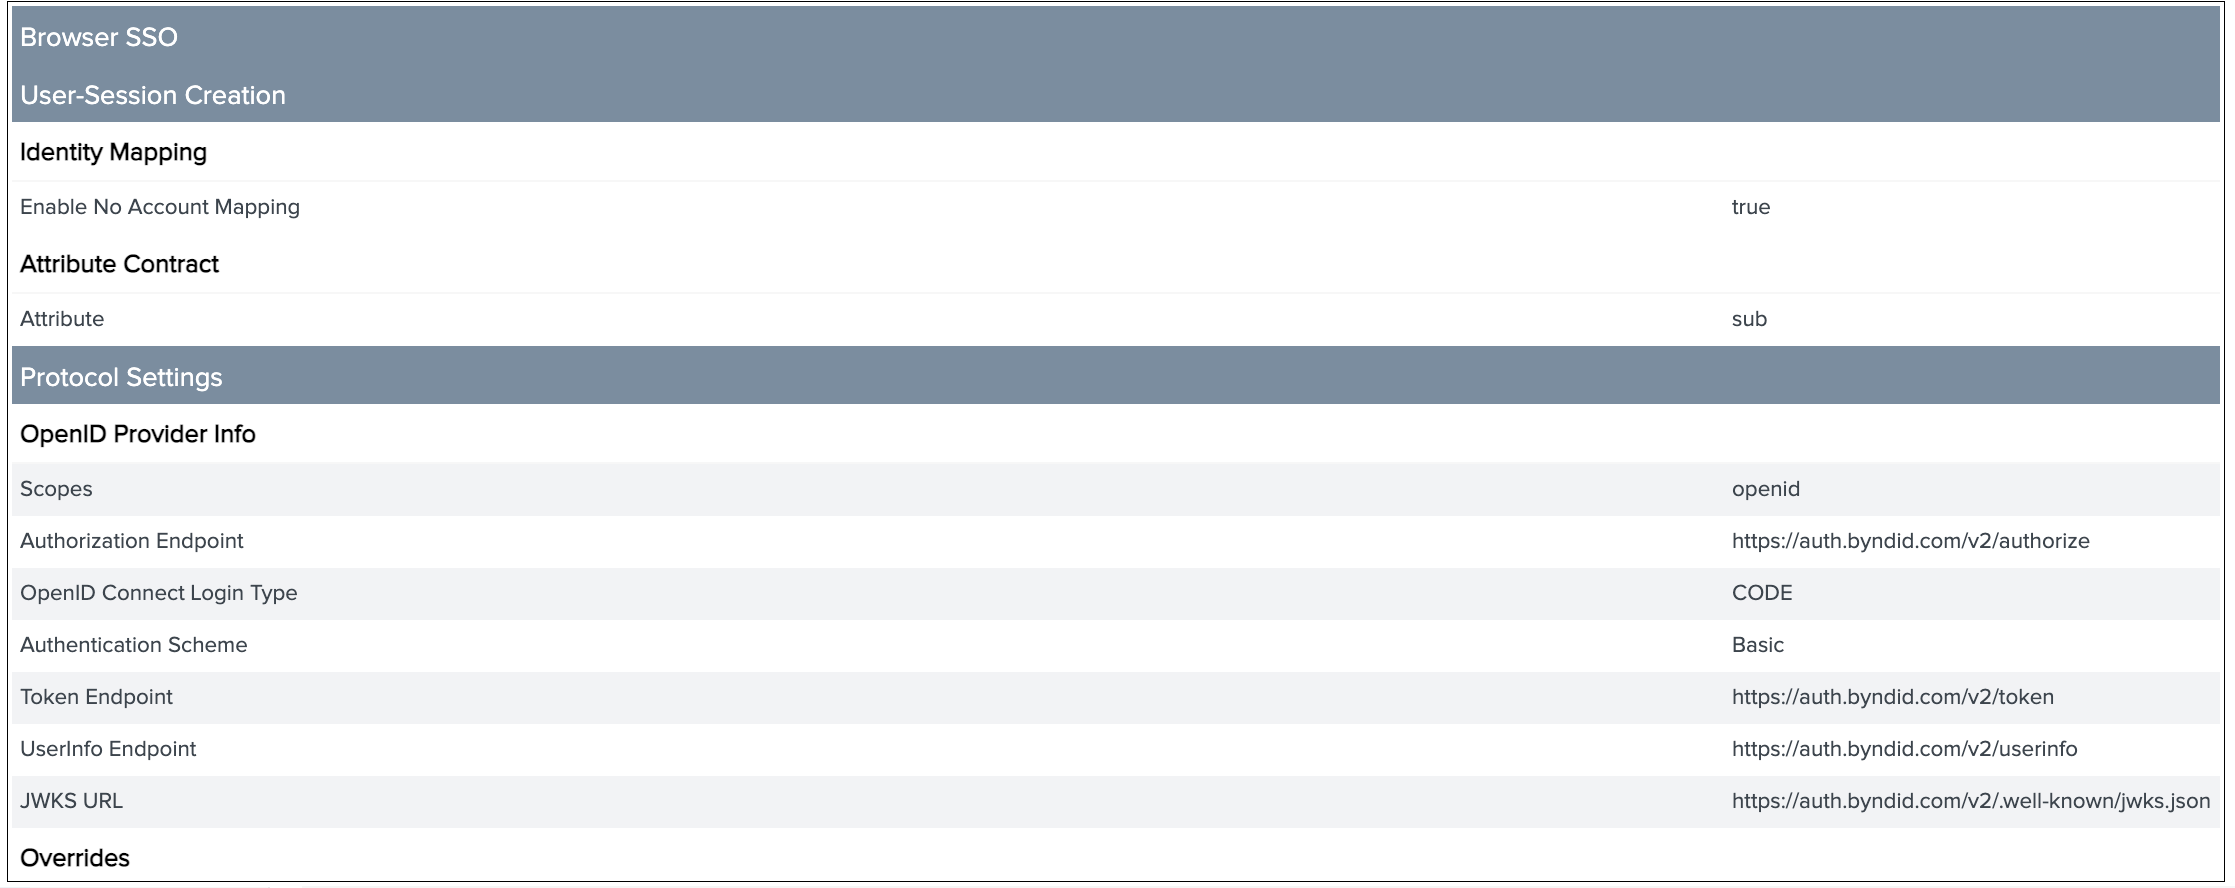 Browser SSO
User-Session Creation
Identity Mapping
Enable No Account Mapping true
Attribute Contract
Attribute sub
Protocol Settings
OpenID Provider Info
Scopes openid
Authorization Endpoint https://auth.byndid.com/v2/authorize
OpenID Connect Login Type CODE
Authentication Scheme Basic
Token Endpoint https://auth.byndid.com/v2/token
UserInfo Endpoint https://auth.byndid.com/v2/userinfo
JWKS URL https://auth.byndid.com/v2/.well-known/jwks.json
Overrides